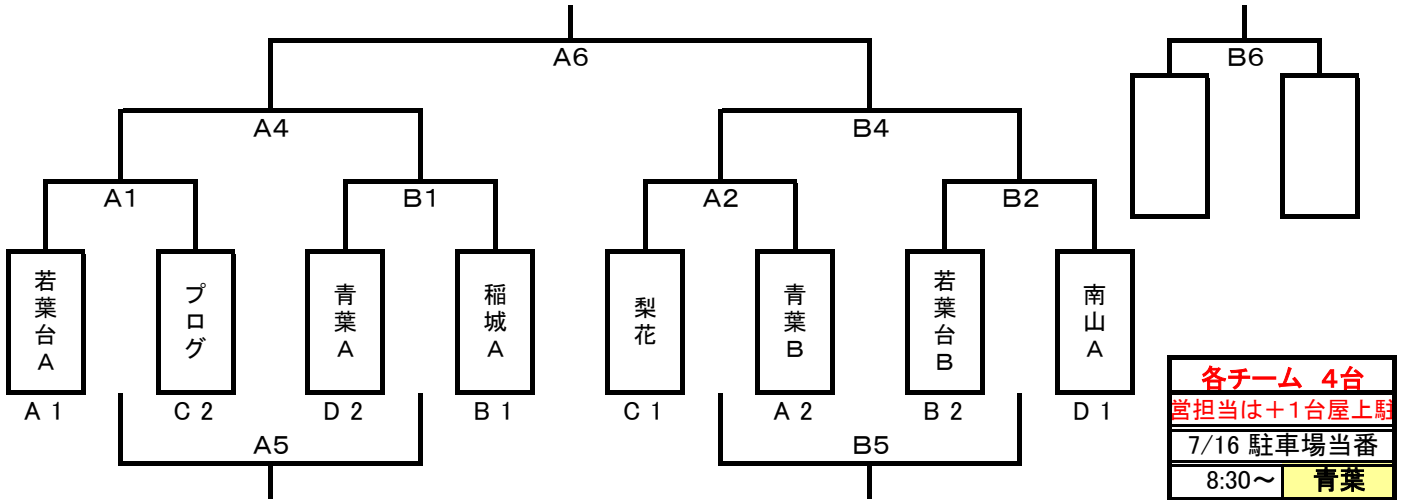 A6
B6
A4
B4
A1
B1
A2
B2
若葉台A
プログ
青葉A
稲城A
梨花
青葉B
若葉台B
南山A
A 1
C 2
D 2
B 1
C 1
A 2
B 2
D 1
A5
B5
各チーム 4台
営担当は+1台屋上駐
7/16 駐車場当番
8:30~ 青葉